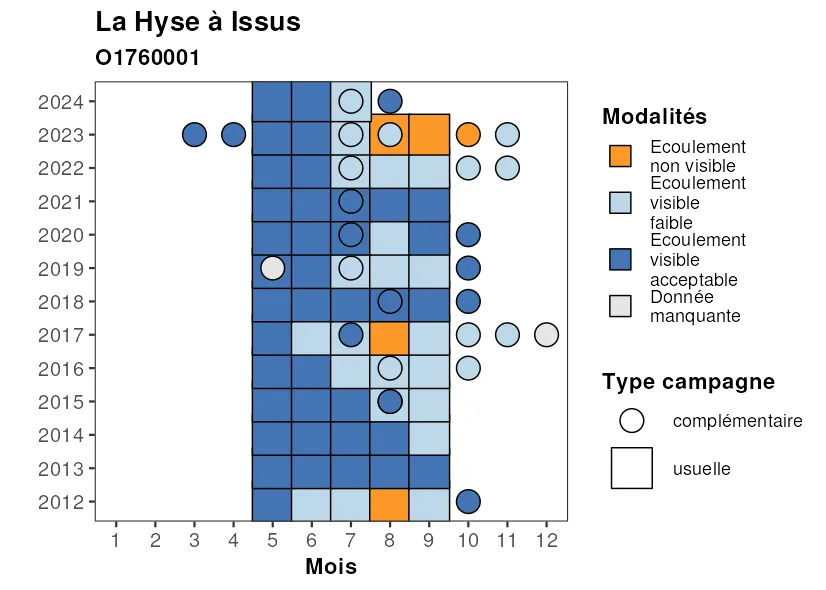 La Hyse à Issus
O1760001
2024
2023
2022
2021
2020
2019
2018
2017
2016
2015
2014
2013
2012
1 2 3 4 5 6 7 8 9 10 11 12
Mois
Modalités
Ecoulement
non visible
Ecoulement
visible
faible
Ecoulement
visible
acceptable
Donnée
manquante
Type campagne
complémentaire
usuelle